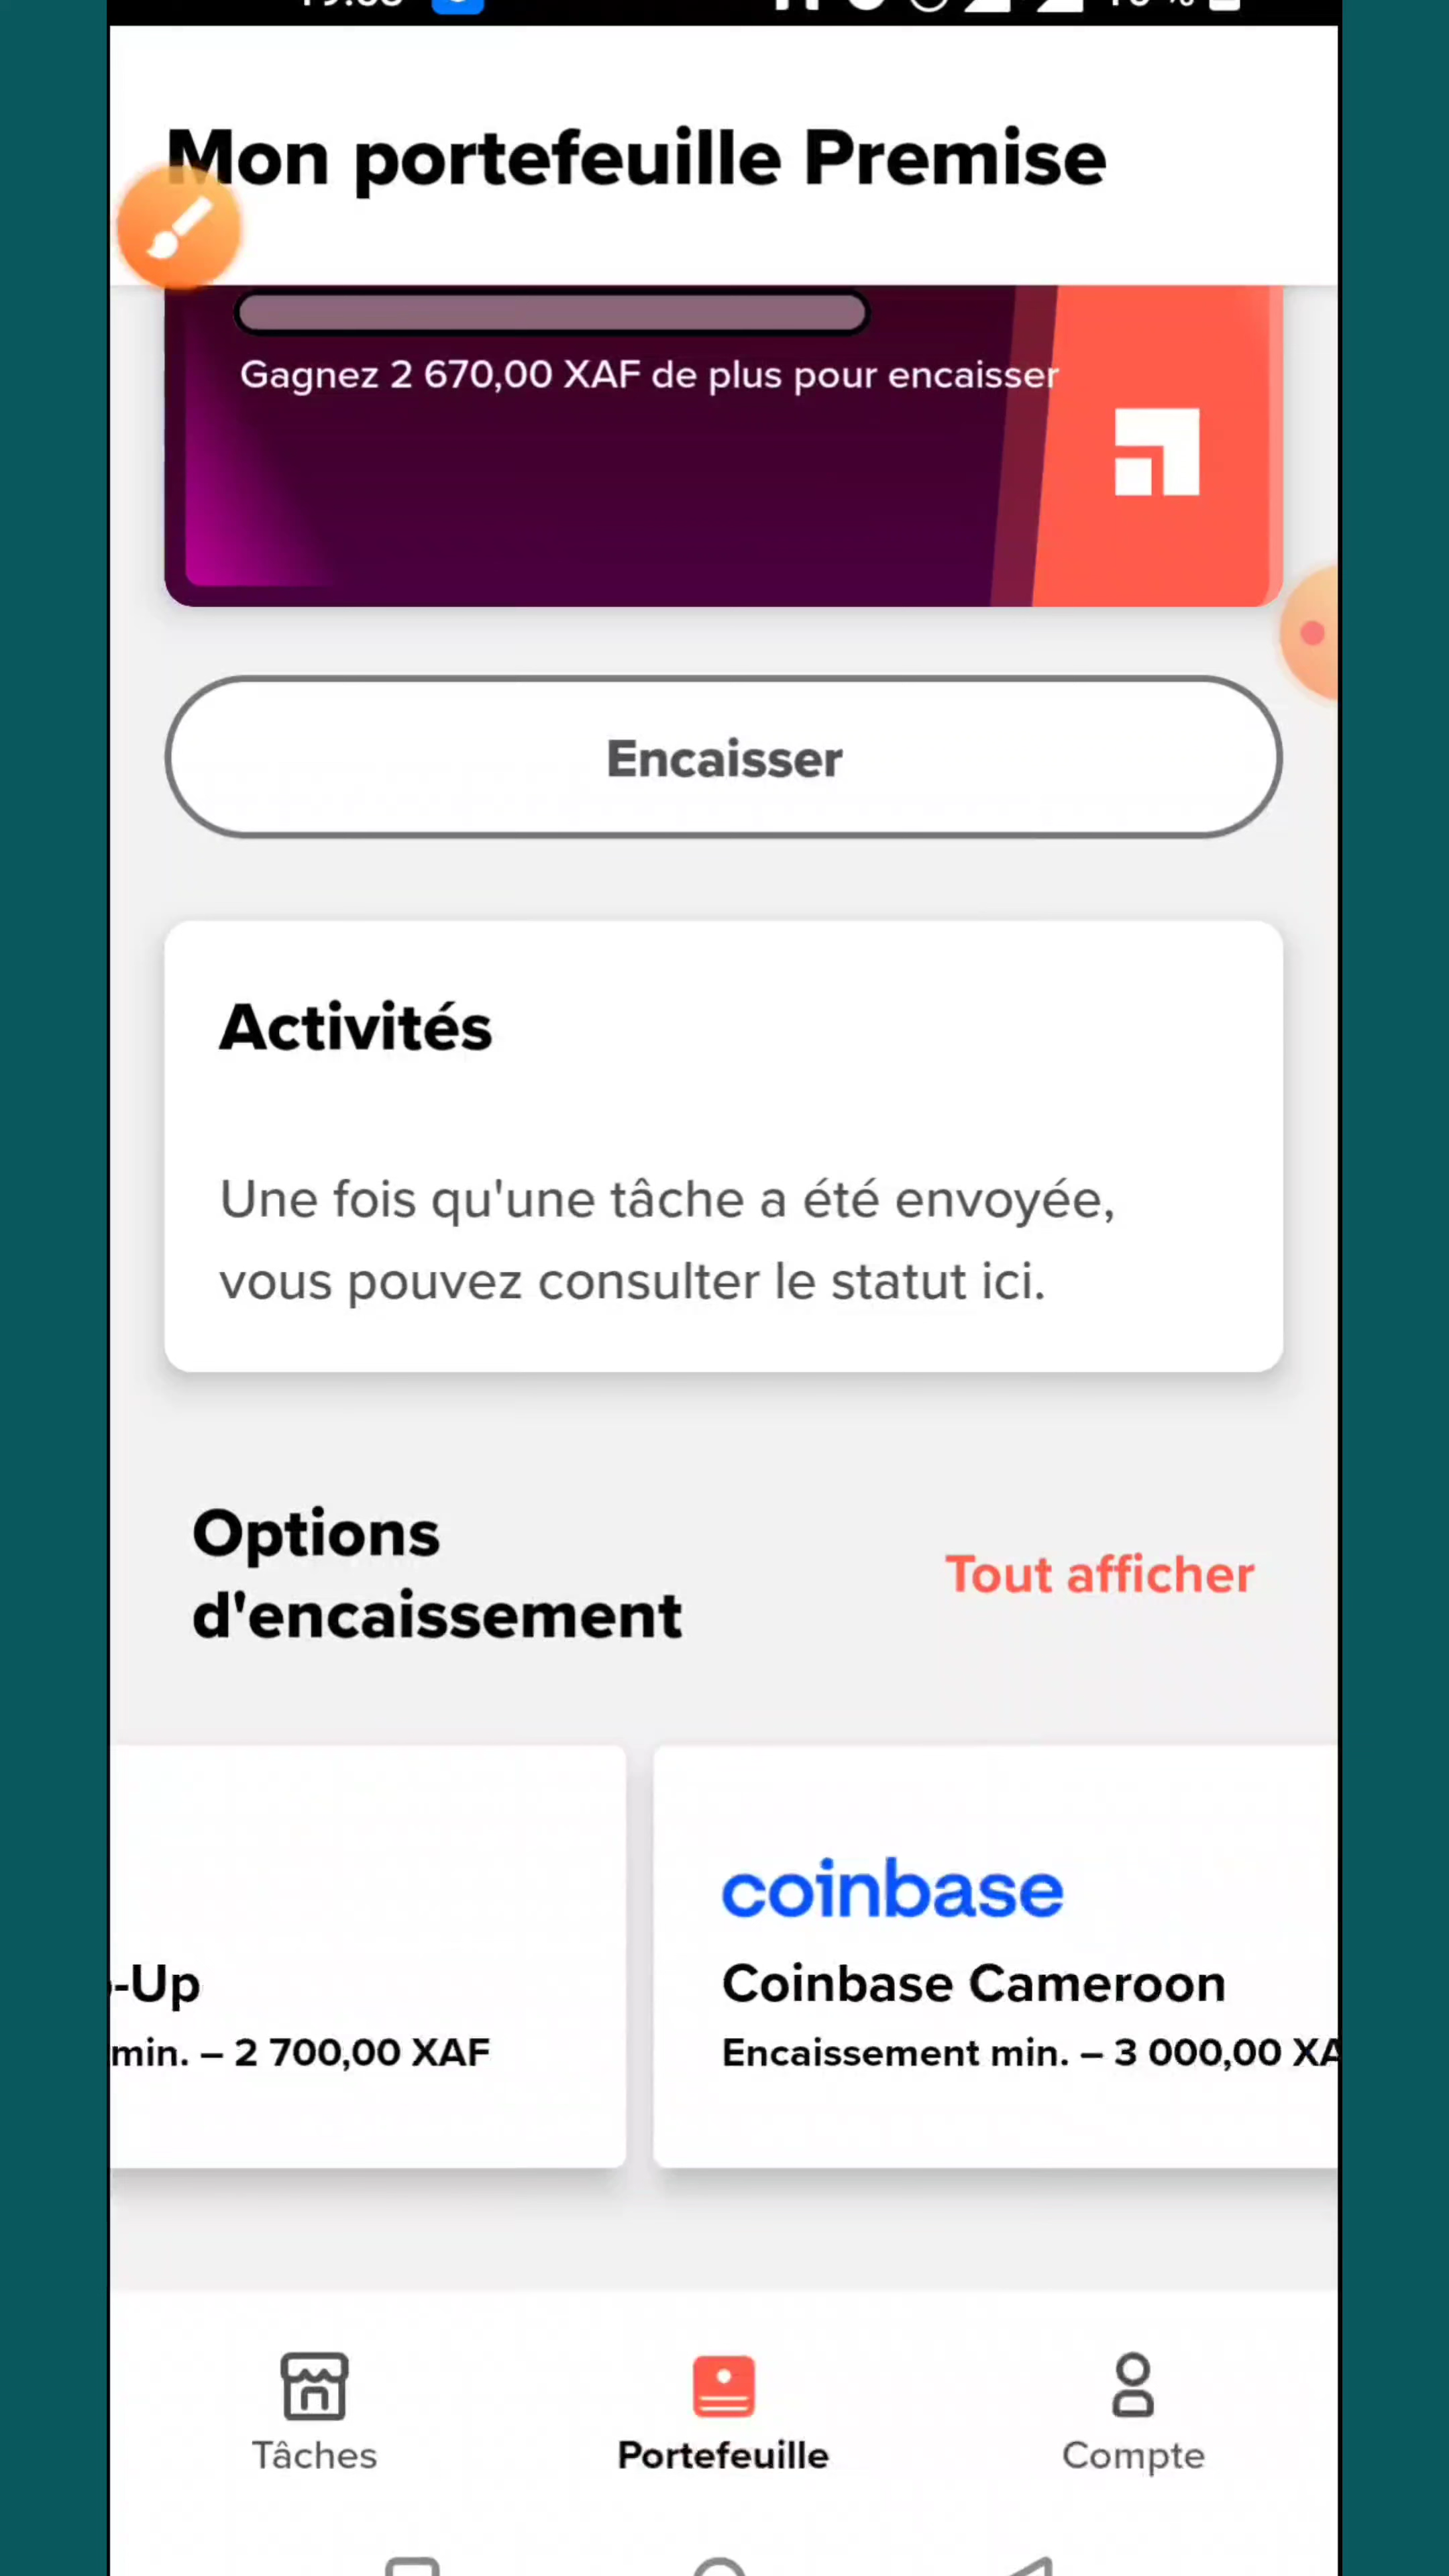 Mon portefeuille Premise
Gagnez 2 670,00 XAF de plus pour encaisser
Encaisser
Activités
Une fois qu'une tâche a été envoyée,
vous pouvez consulter le statut ici.
Options
d'encaissement
Tout afficher
-Up
min. – 2 700,00 XAF
coinbase
Coinbase Cameroon
Encaissement min. – 3 000,00 XA
Tâches
Portefeuille
Compte